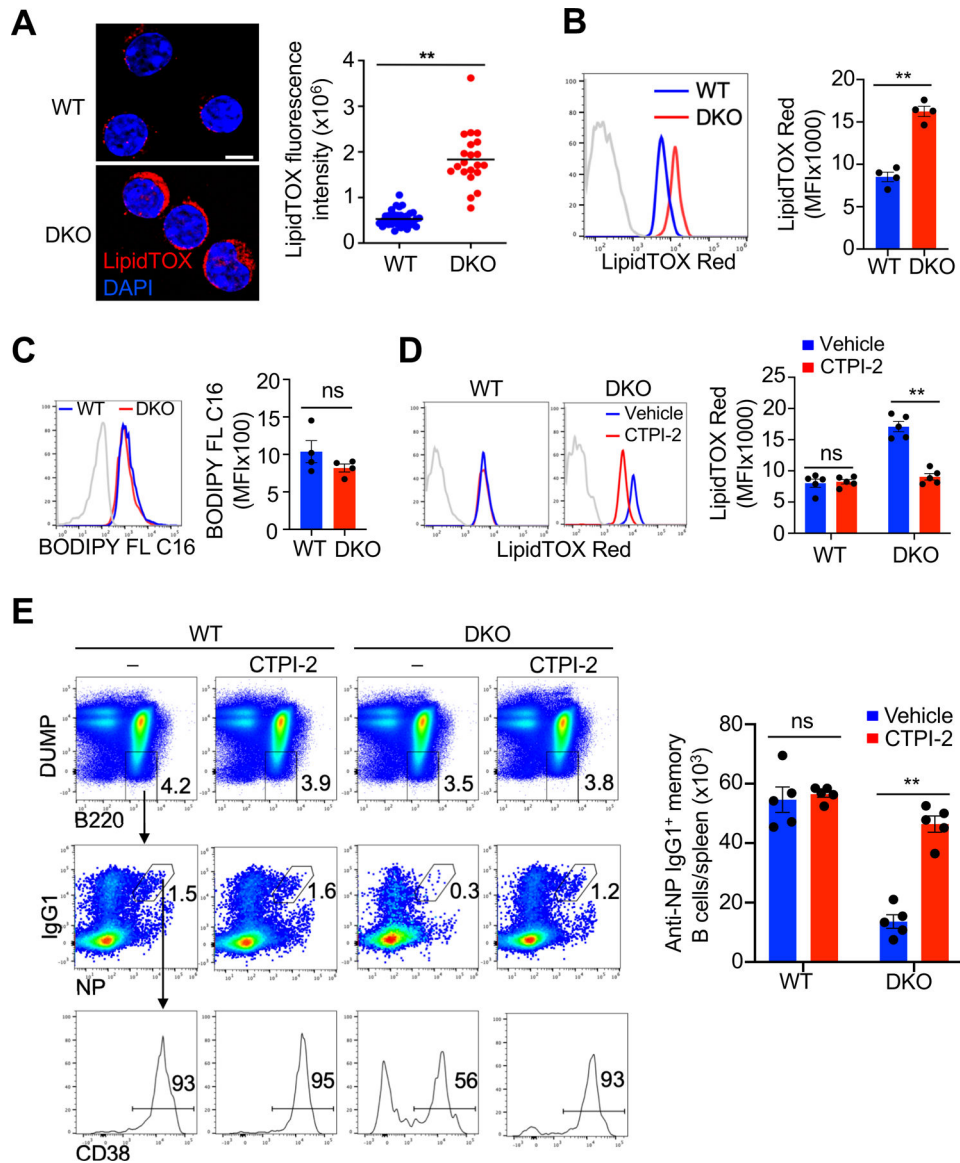 A
WT
DKO
LipidTOX
DAPI
LipidTOX fluorescence
intensity (x10⁶)
**
4
3
2
1
0
WT
DKO
B
WT
DKO
LipidTOX Red
LipidTOX Red
(MFIx1000)
**
20
15
10
5
0
WT
DKO
C
WT
DKO
BODIPY FL C16
BODIPY FL C16
(MFIx100)
ns
20
15
10
5
0
WT
DKO
D
WT
DKO
Vehicle
CTPI-2
LipidTOX Red
Vehicle
CTPI-2
LipidTOX Red
(MFIx1000)
ns
**
25
20
15
10
5
0
WT
DKO
E
WT
DKO
–
CTPI-2
–
CTPI-2
DUMP
4.2
3.9
3.5
3.8
B220
IgG1
1.5
1.6
0.3
1.2
NP
93
95
56
93
CD38
Vehicle
CTPI-2
Anti-NP IgG1⁺ memory
B cells/spleen (x10³)
ns
**
80
60
40
20
0
WT
DKO